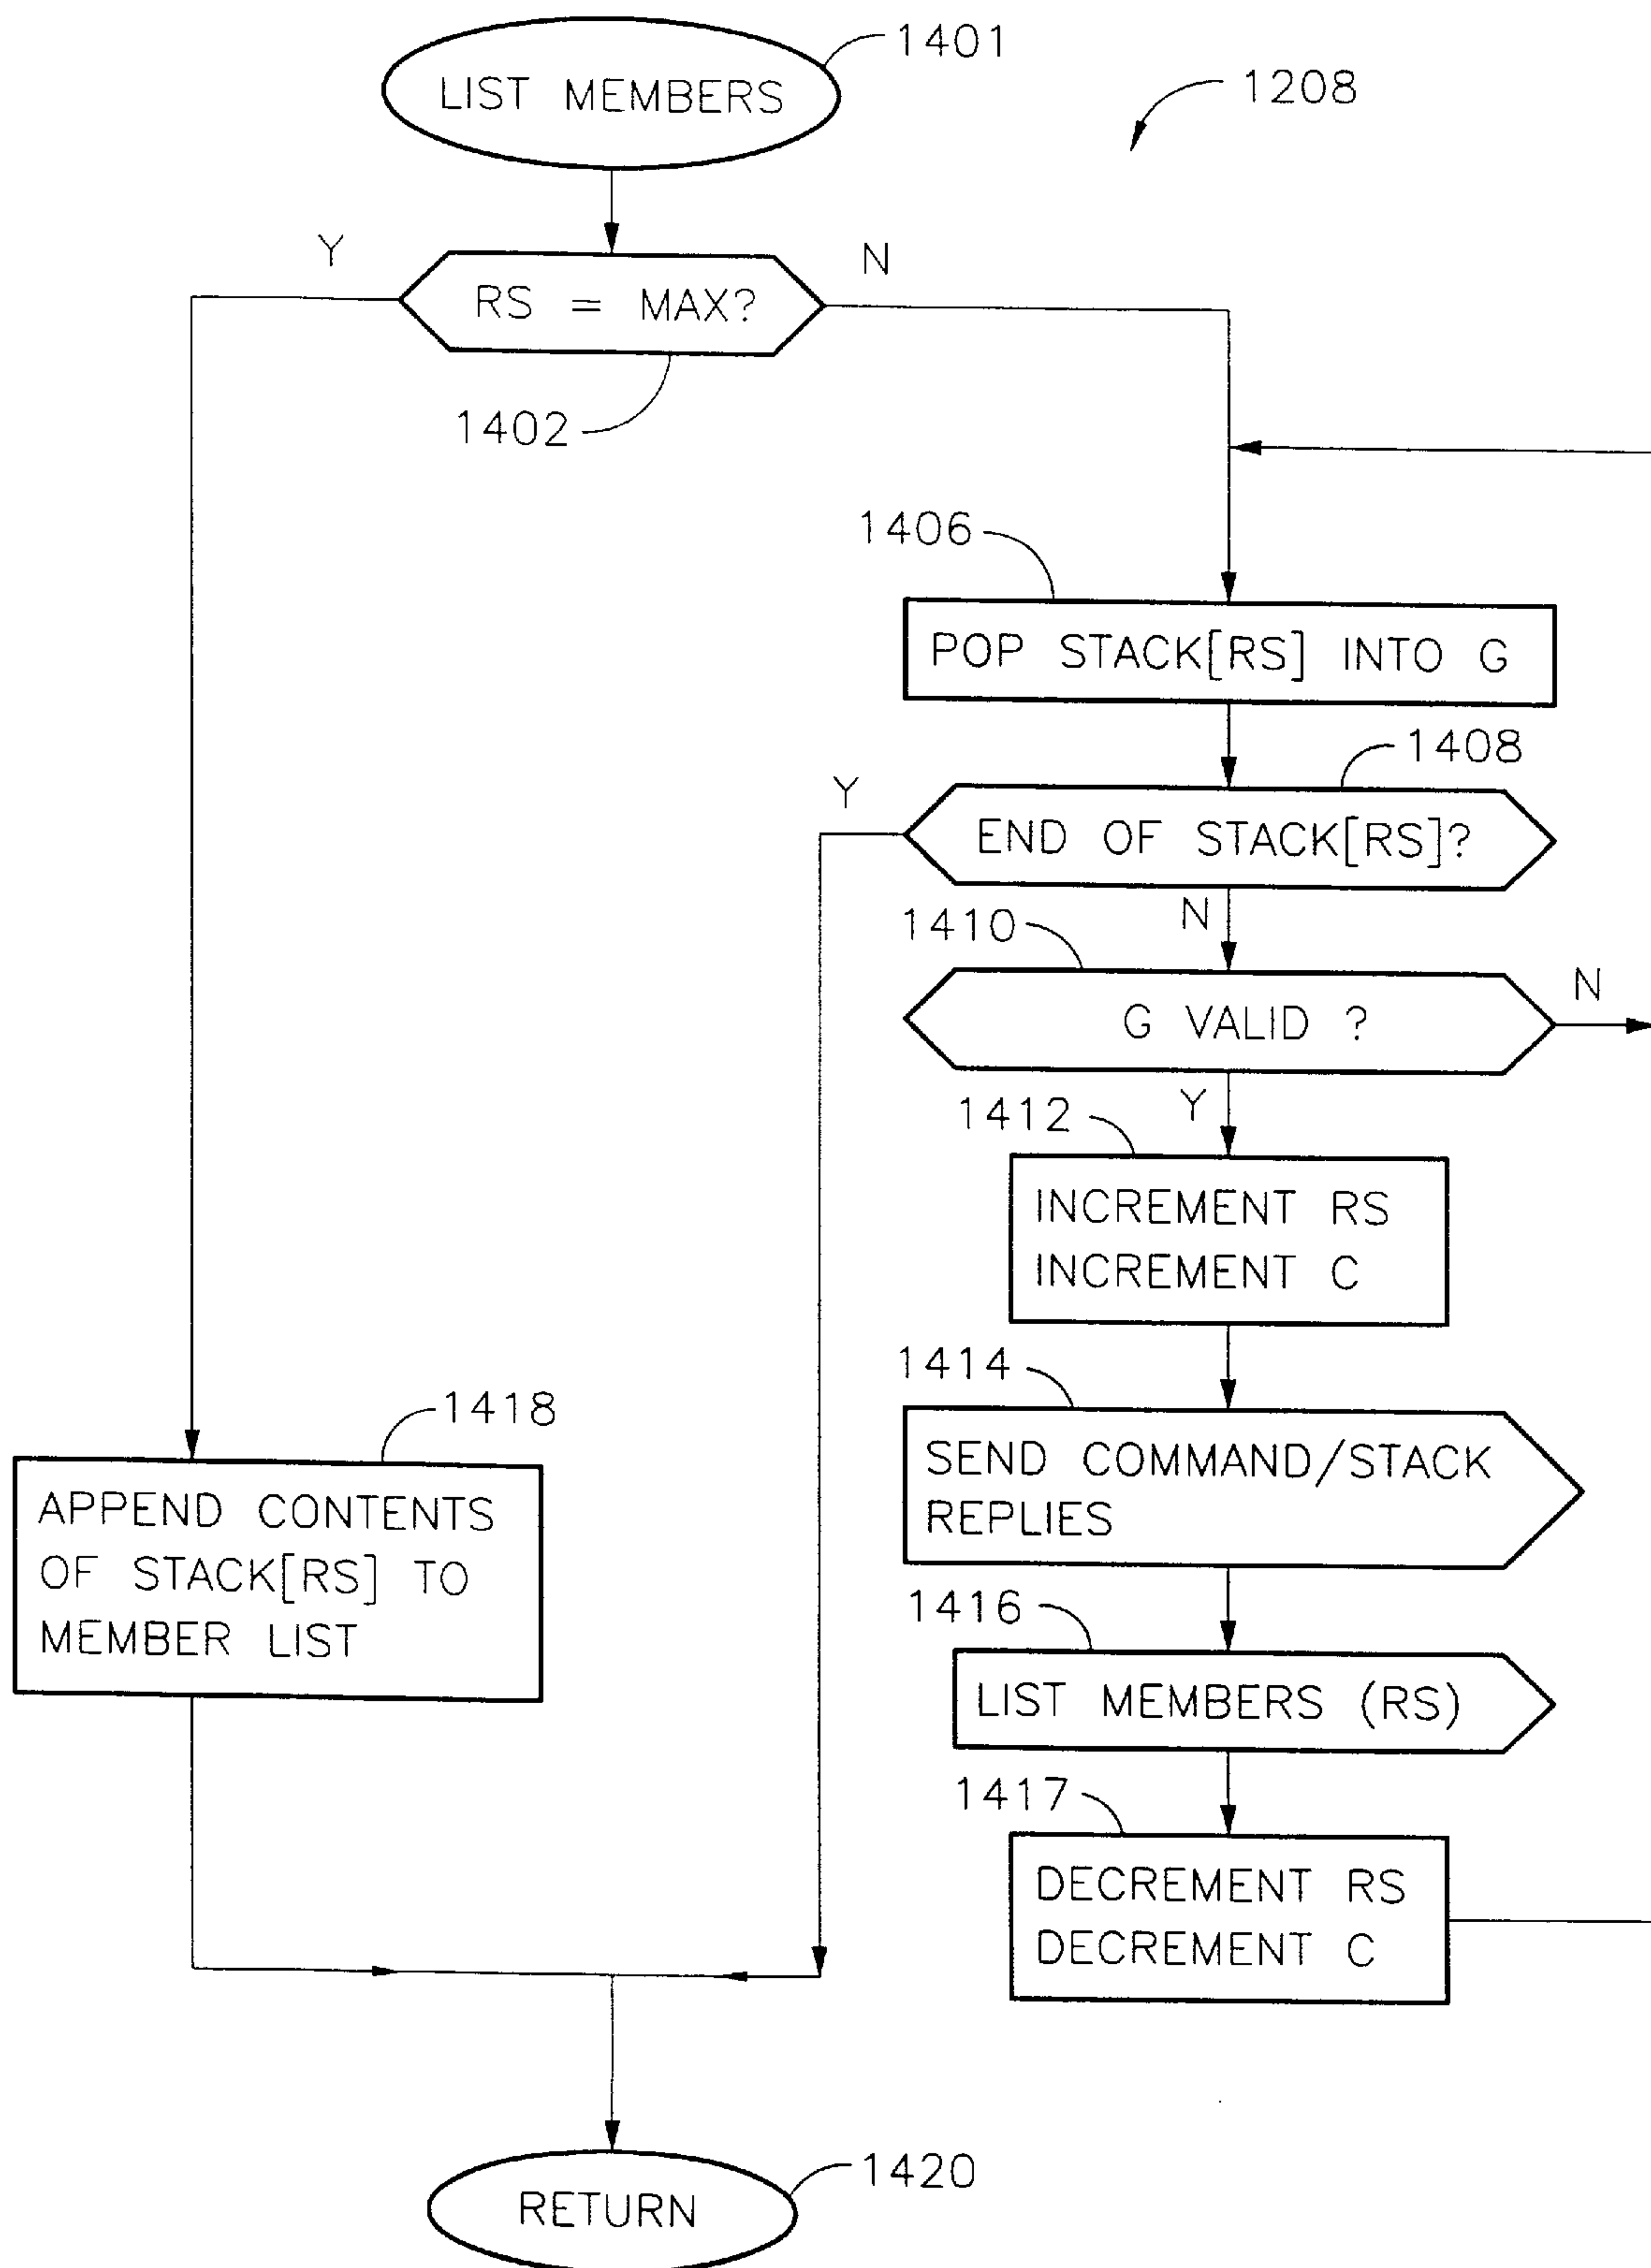 1401
LIST MEMBERS
1208
Y
N
RS = MAX?
1402
1406
POP STACK[RS] INTO G
1408
Y
END OF STACK[RS]?
N
1410
N
G VALID ?
Y
1412
INCREMENT RS
INCREMENT C
1414
SEND COMMAND/STACK
REPLIES
1416
LIST MEMBERS (RS)
1417
DECREMENT RS
DECREMENT C
1418
APPEND CONTENTS
OF STACK[RS] TO
MEMBER LIST
1420
RETURN